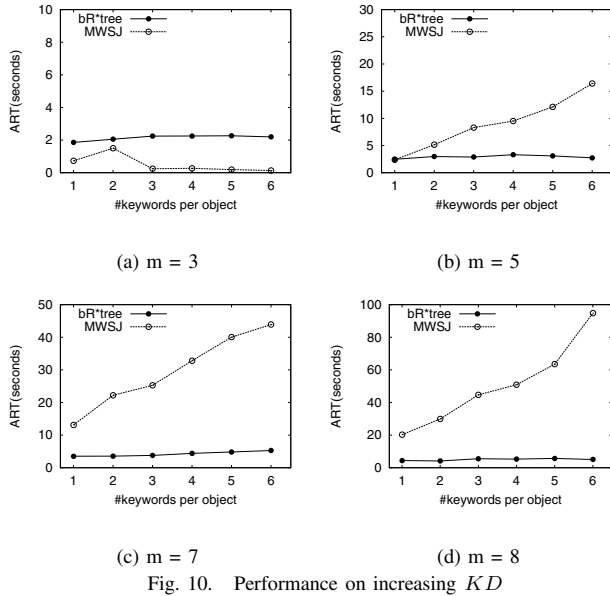 bR*tree
MWSJ
ART(seconds)
10
8
6
4
2
0
1 2 3 4 5 6
#keywords per object
(a) m = 3
bR*tree
MWSJ
ART(seconds)
30
25
20
15
10
5
0
1 2 3 4 5 6
#keywords per object
(b) m = 5
bR*tree
MWSJ
ART(seconds)
50
40
30
20
10
0
1 2 3 4 5 6
#keywords per object
(c) m = 7
bR*tree
MWSJ
ART(seconds)
100
80
60
40
20
0
1 2 3 4 5 6
#keywords per object
(d) m = 8
Fig. 10. Performance on increasing KD